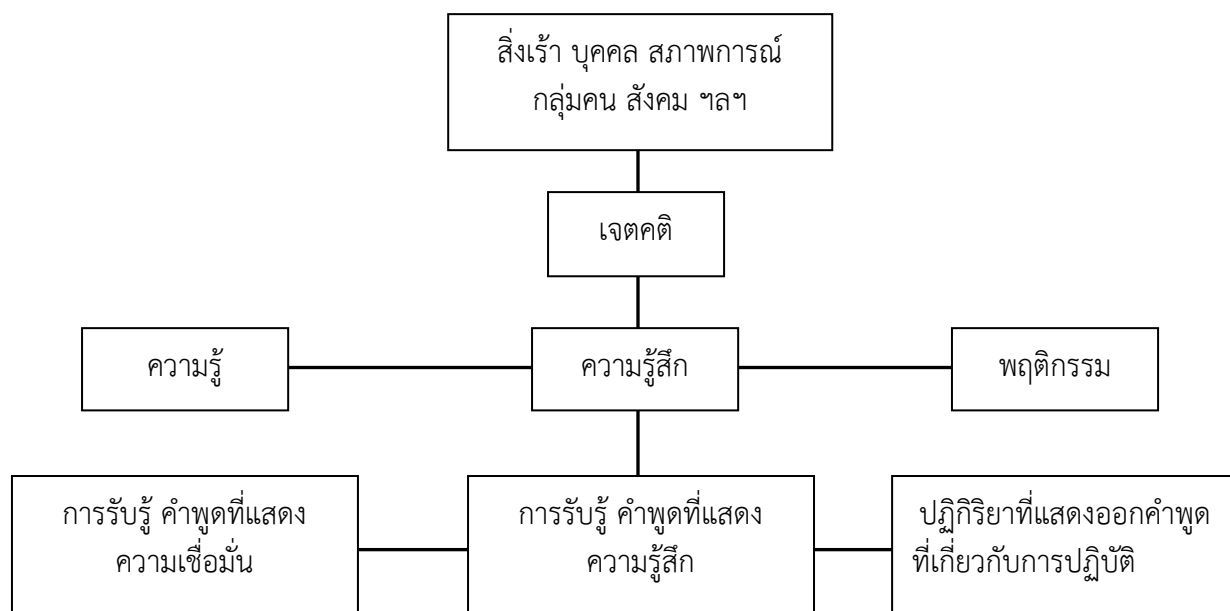 สิ่งเร้า บุคคล สภาพการณ์
กลุ่มคน สังคม ฯลฯ
เจตคติ
ความรู้
ความรู้สึก
พฤติกรรม
การรับรู้ คำพูดที่แสดง
ความเชื่อมั่น
การรับรู้ คำพูดที่แสดง
ความรู้สึก
ปฏิกิริยาที่แสดงออกคำพูด
ที่เกี่ยวกับการปฏิบัติ